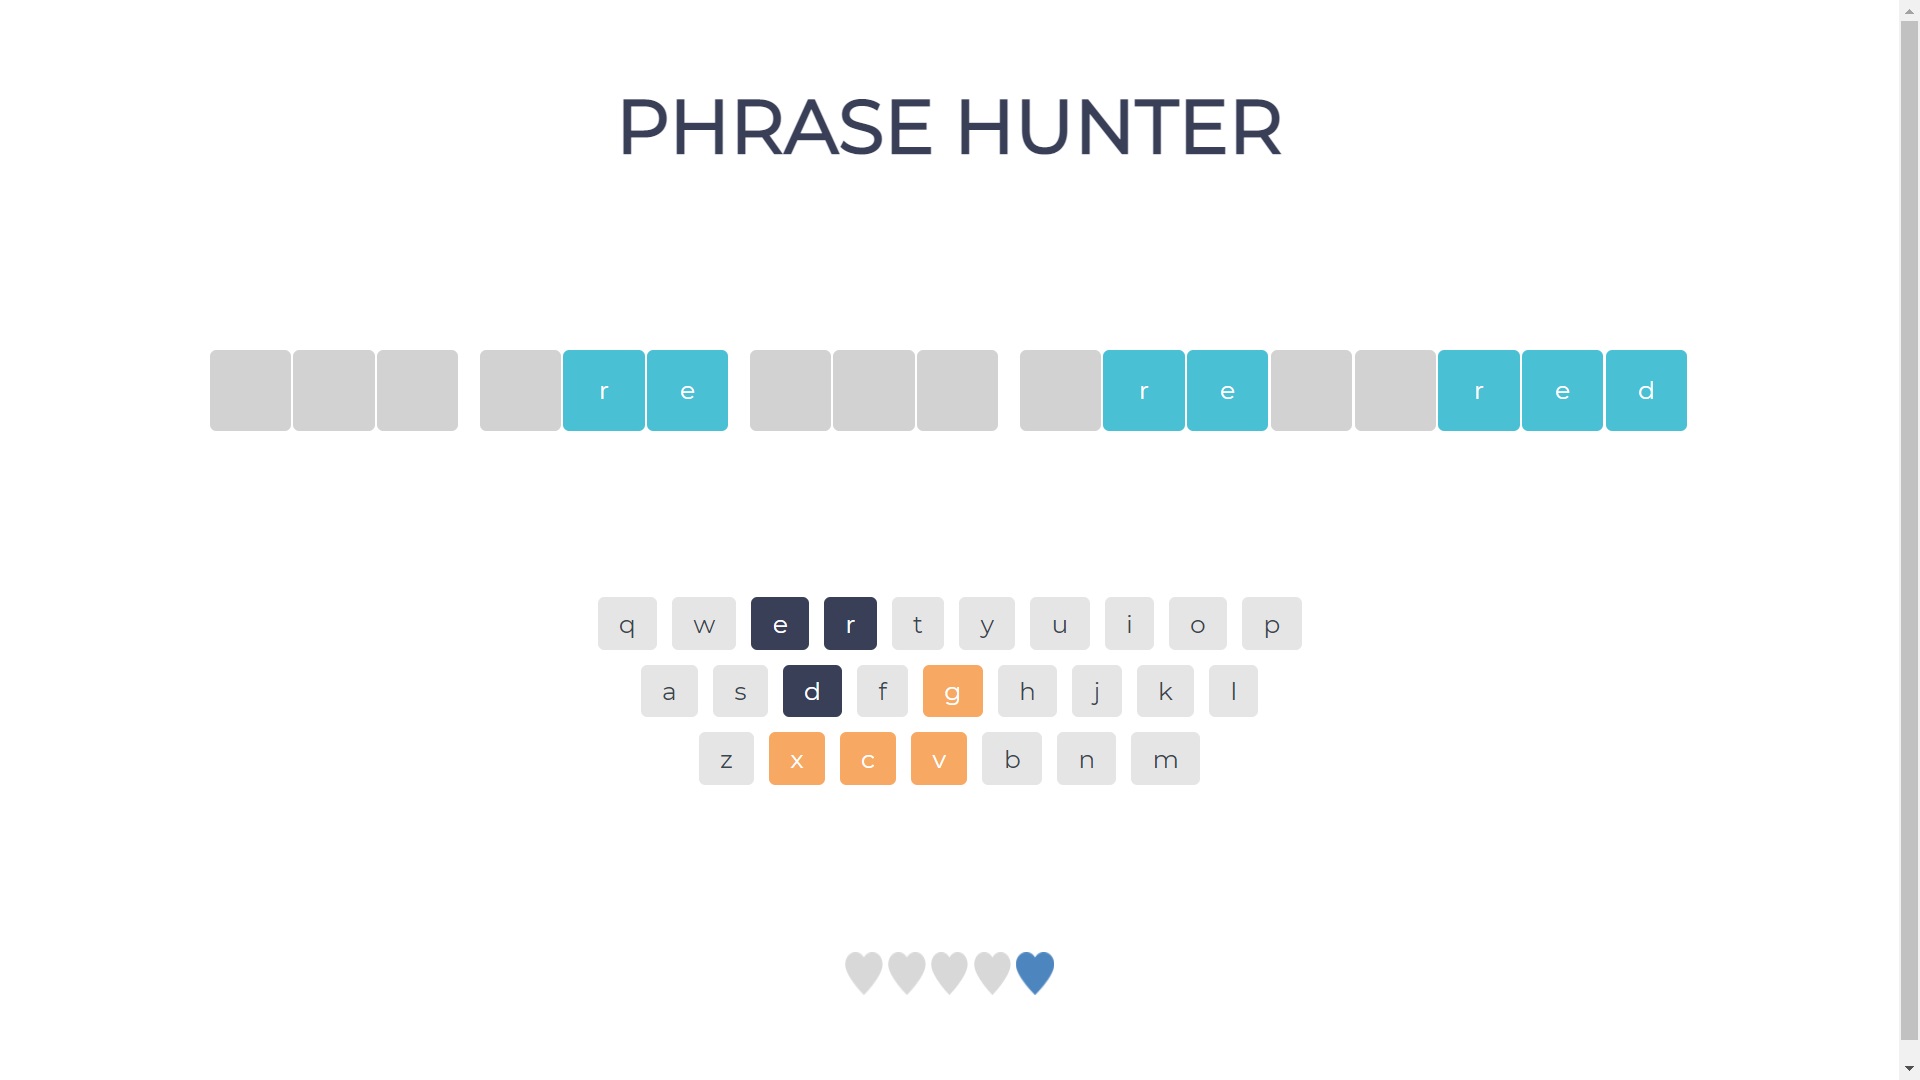 PHRASE HUNTER
r e r e r e d
q w e r t y u i o p
a s d f g h j k l
z x c v b n m